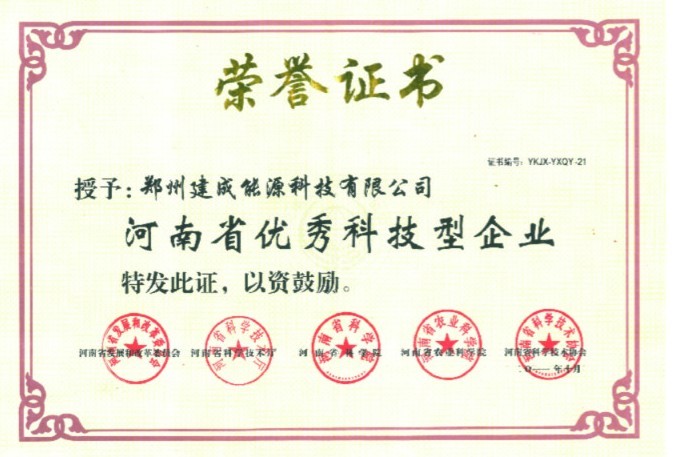 荣誉证书
证书编号：YKJX-YXQY-21
授予：郑州建成能源科技有限公司
河南省优秀科技型企业
特发此证，以资鼓励。
河南省发展和改革委员会 河南省科学技术厅 河南省科学院 河南省农业科学院 河南省科学技术协会
二〇一一年十月